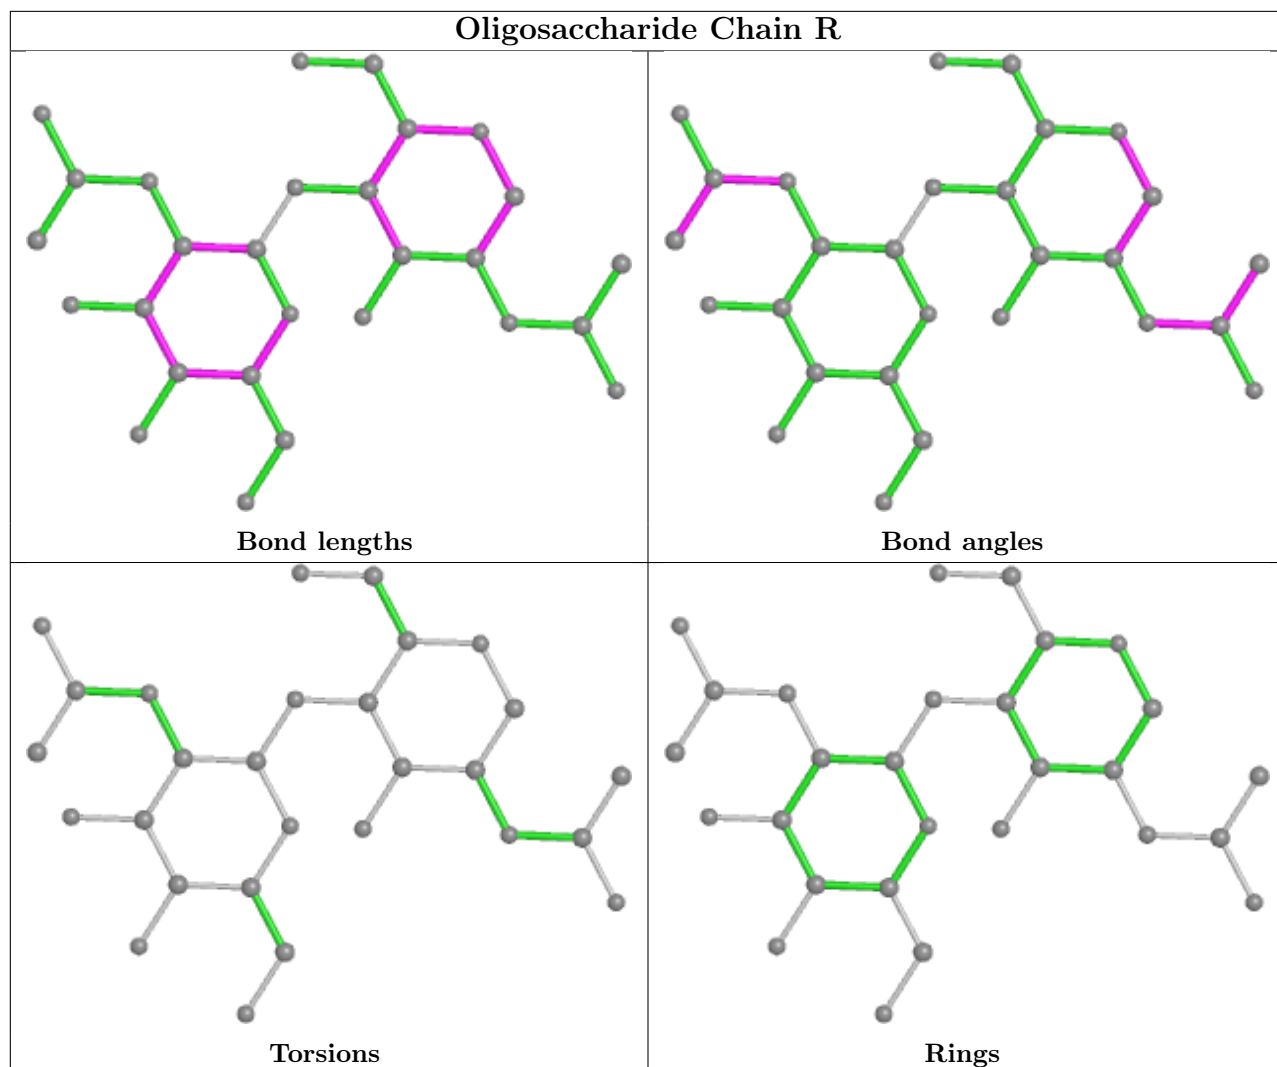 Oligosaccharide Chain R
Bond lengths
Bond angles
Torsions
Rings